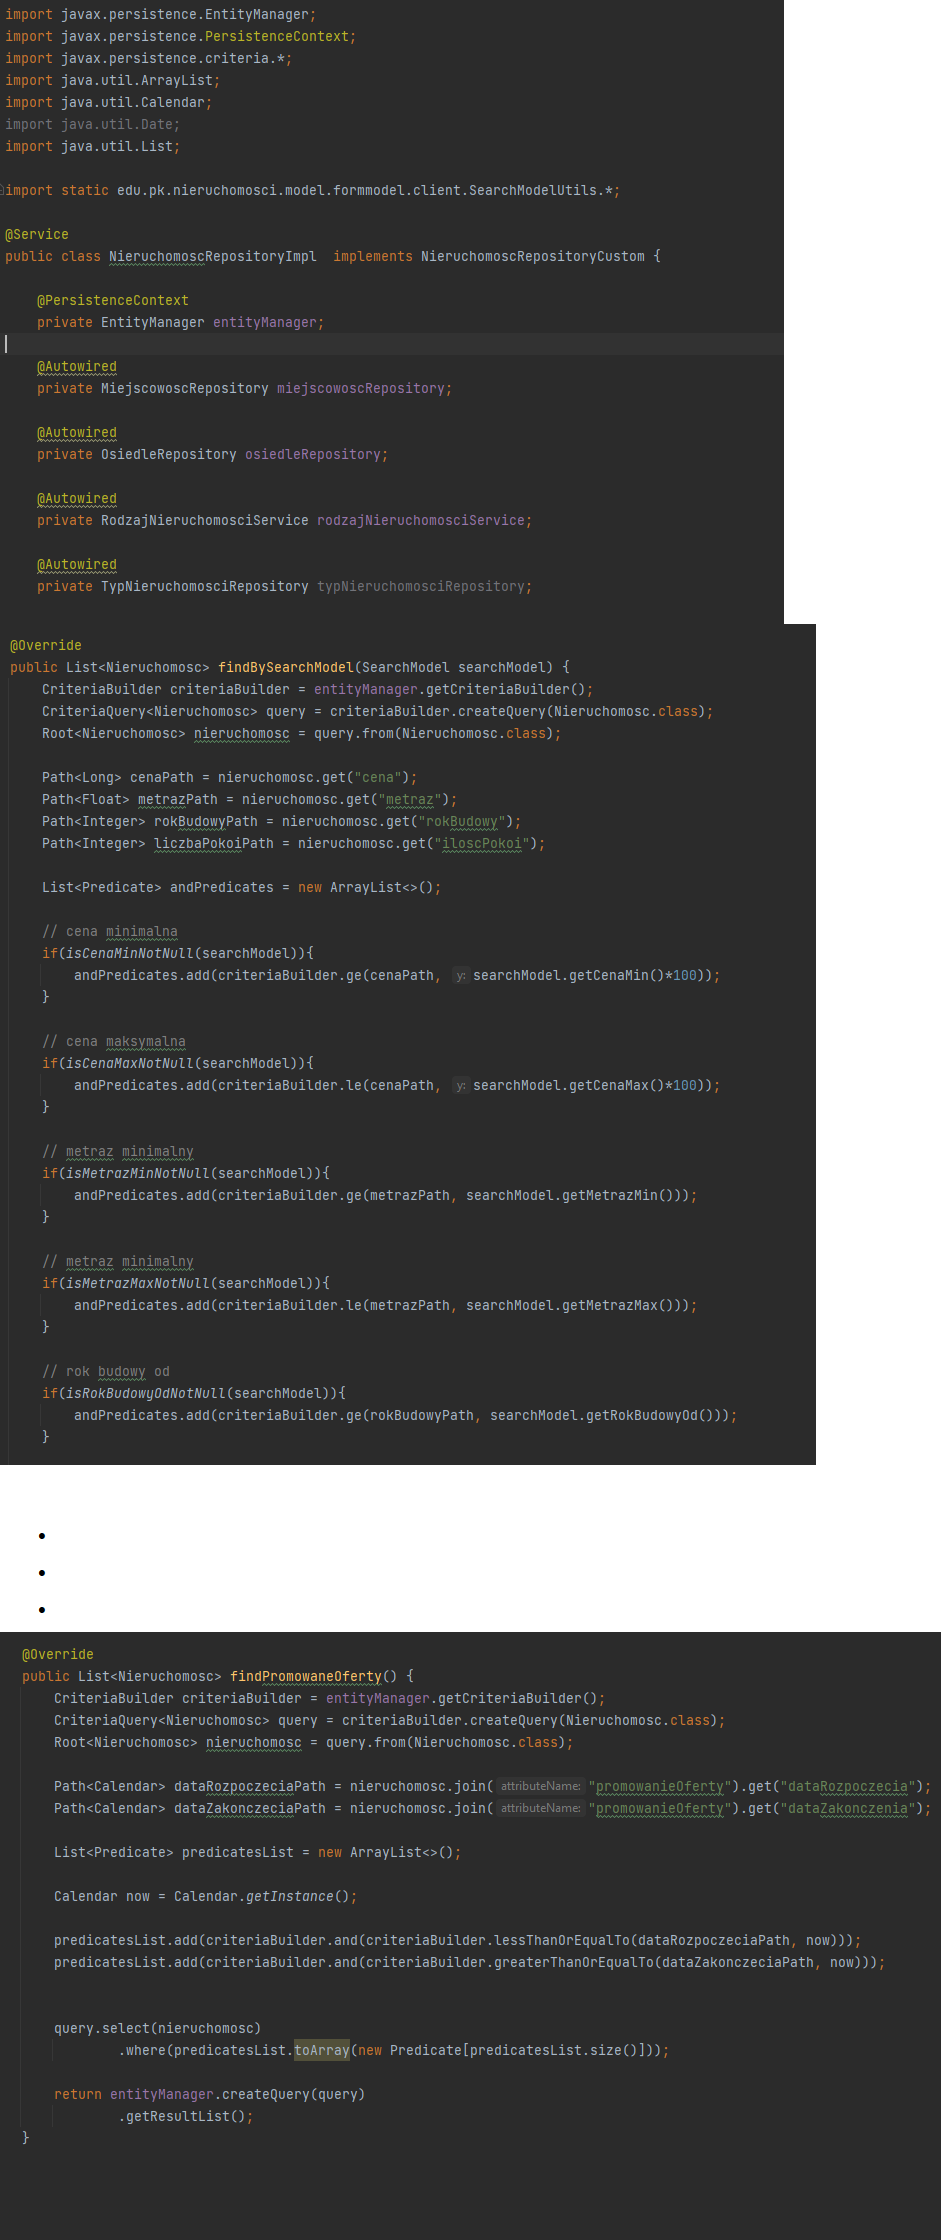 import javax.persistence.EntityManager;
import javax.persistence.PersistenceContext;
import javax.persistence.criteria.*;
import java.util.ArrayList;
import java.util.Calendar;
import java.util.Date;
import java.util.List;
import static edu.pk.nieruchomosci.model.formmodel.client.SearchModelUtils.*;
@Service
public class NieruchomoscRepositoryImpl  implements NieruchomoscRepositoryCustom {
@PersistenceContext
private EntityManager entityManager;
@Autowired
private MiejscowoscRepository miejscowoscRepository;
@Autowired
private OsiedleRepository osiedleRepository;
@Autowired
private RodzajNieruchomosciService rodzajNieruchomosciService;
@Autowired
private TypNieruchomosciRepository typNieruchomosciRepository;
@Override
public List<Nieruchomosc> findBySearchModel(SearchModel searchModel) {
CriteriaBuilder criteriaBuilder = entityManager.getCriteriaBuilder();
CriteriaQuery<Nieruchomosc> query = criteriaBuilder.createQuery(Nieruchomosc.class);
Root<Nieruchomosc> nieruchomosc = query.from(Nieruchomosc.class);
Path<Long> cenaPath = nieruchomosc.get("cena");
Path<Float> metrazPath = nieruchomosc.get("metraz");
Path<Integer> rokBudowyPath = nieruchomosc.get("rokBudowy");
Path<Integer> liczbaPokoiPath = nieruchomosc.get("iloscPokoi");
List<Predicate> andPredicates = new ArrayList<>();
// cena minimalna
if(isCenaMinNotNull(searchModel)){
andPredicates.add(criteriaBuilder.ge(cenaPath, y: searchModel.getCenaMin()*100));
}
// cena maksymalna
if(isCenaMaxNotNull(searchModel)){
andPredicates.add(criteriaBuilder.le(cenaPath, y: searchModel.getCenaMax()*100));
}
// metraz minimalny
if(isMetrazMinNotNull(searchModel)){
andPredicates.add(criteriaBuilder.ge(metrazPath, searchModel.getMetrazMin()));
}
// metraz minimalny
if(isMetrazMaxNotNull(searchModel)){
andPredicates.add(criteriaBuilder.le(metrazPath, searchModel.getMetrazMax()));
}
// rok budowy od
if(isRokBudowyOdNotNull(searchModel)){
andPredicates.add(criteriaBuilder.ge(rokBudowyPath, searchModel.getRokBudowyOd()));
}
•
•
•
@Override
public List<Nieruchomosc> findPromowaneOferty() {
CriteriaBuilder criteriaBuilder = entityManager.getCriteriaBuilder();
CriteriaQuery<Nieruchomosc> query = criteriaBuilder.createQuery(Nieruchomosc.class);
Root<Nieruchomosc> nieruchomosc = query.from(Nieruchomosc.class);
Path<Calendar> dataRozpoczeciaPath = nieruchomosc.join( attributeName: "promowanieOferty").get("dataRozpoczecia");
Path<Calendar> dataZakonczeciaPath = nieruchomosc.join( attributeName: "promowanieOferty").get("dataZakonczenia");
List<Predicate> predicatesList = new ArrayList<>();
Calendar now = Calendar.getInstance();
predicatesList.add(criteriaBuilder.and(criteriaBuilder.lessThanOrEqualTo(dataRozpoczeciaPath, now)));
predicatesList.add(criteriaBuilder.and(criteriaBuilder.greaterThanOrEqualTo(dataZakonczeciaPath, now)));
query.select(nieruchomosc)
.where(predicatesList.toArray(new Predicate[predicatesList.size()]));
return entityManager.createQuery(query)
.getResultList();
}